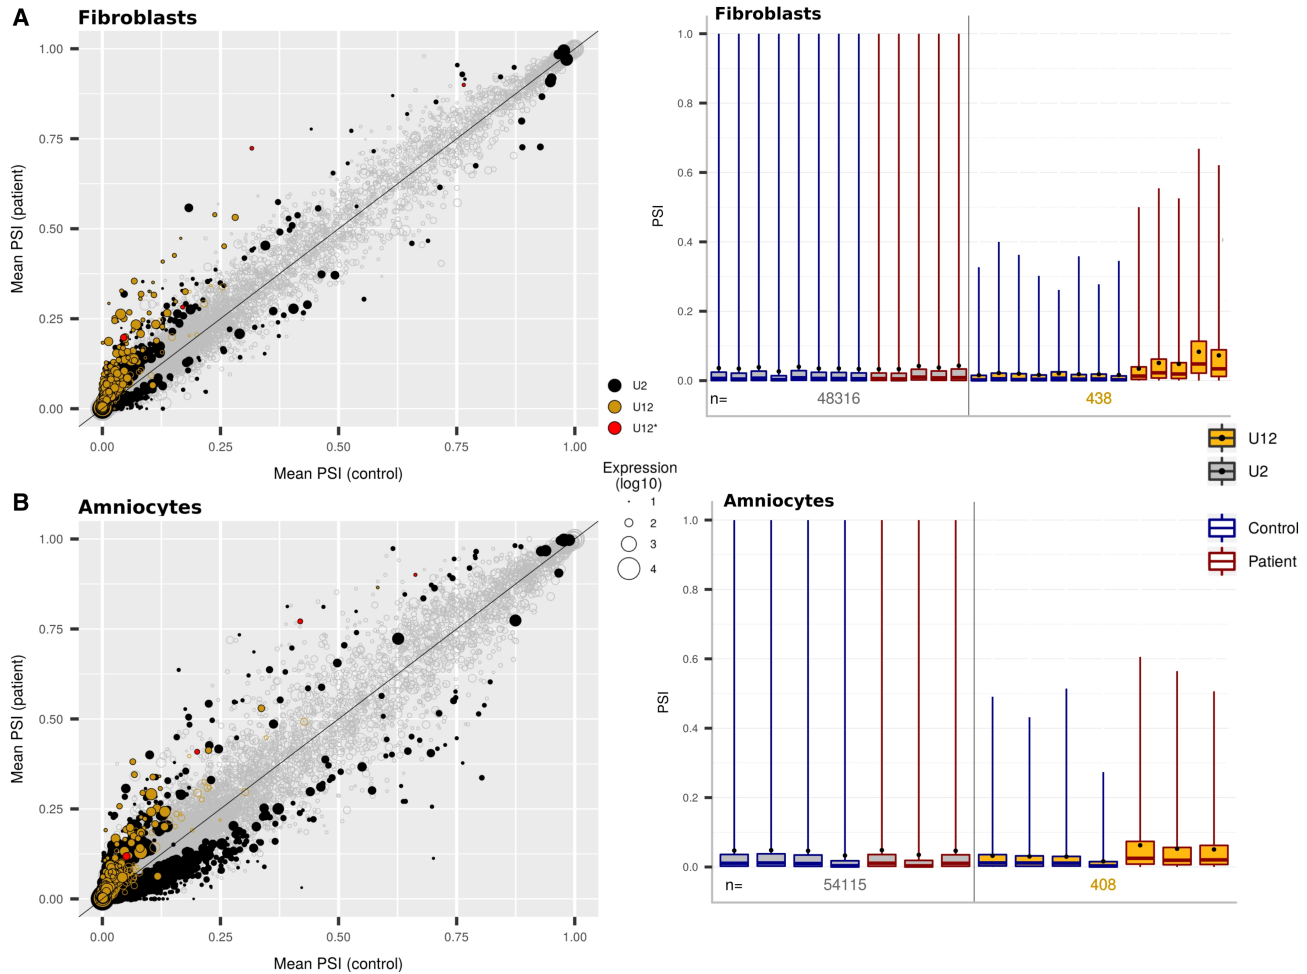 A
Fibroblasts
1.00
0.75
0.50
0.25
0.00
Mean PSI (patient)
0.00 0.25 0.50 0.75 1.00
Mean PSI (control)
U2
U12
U12*
Fibroblasts
1.0
0.8
0.6
0.4
0.2
0.0
PSI
n= 48316 438
Expression
(log10)
1
2
3
4
U12
U2
Control
Patient
B
Amniocytes
1.00
0.75
0.50
0.25
0.00
Mean PSI (patient)
0.00 0.25 0.50 0.75 1.00
Mean PSI (control)
Amniocytes
1.0
0.8
0.6
0.4
0.2
0.0
PSI
n= 54115 408